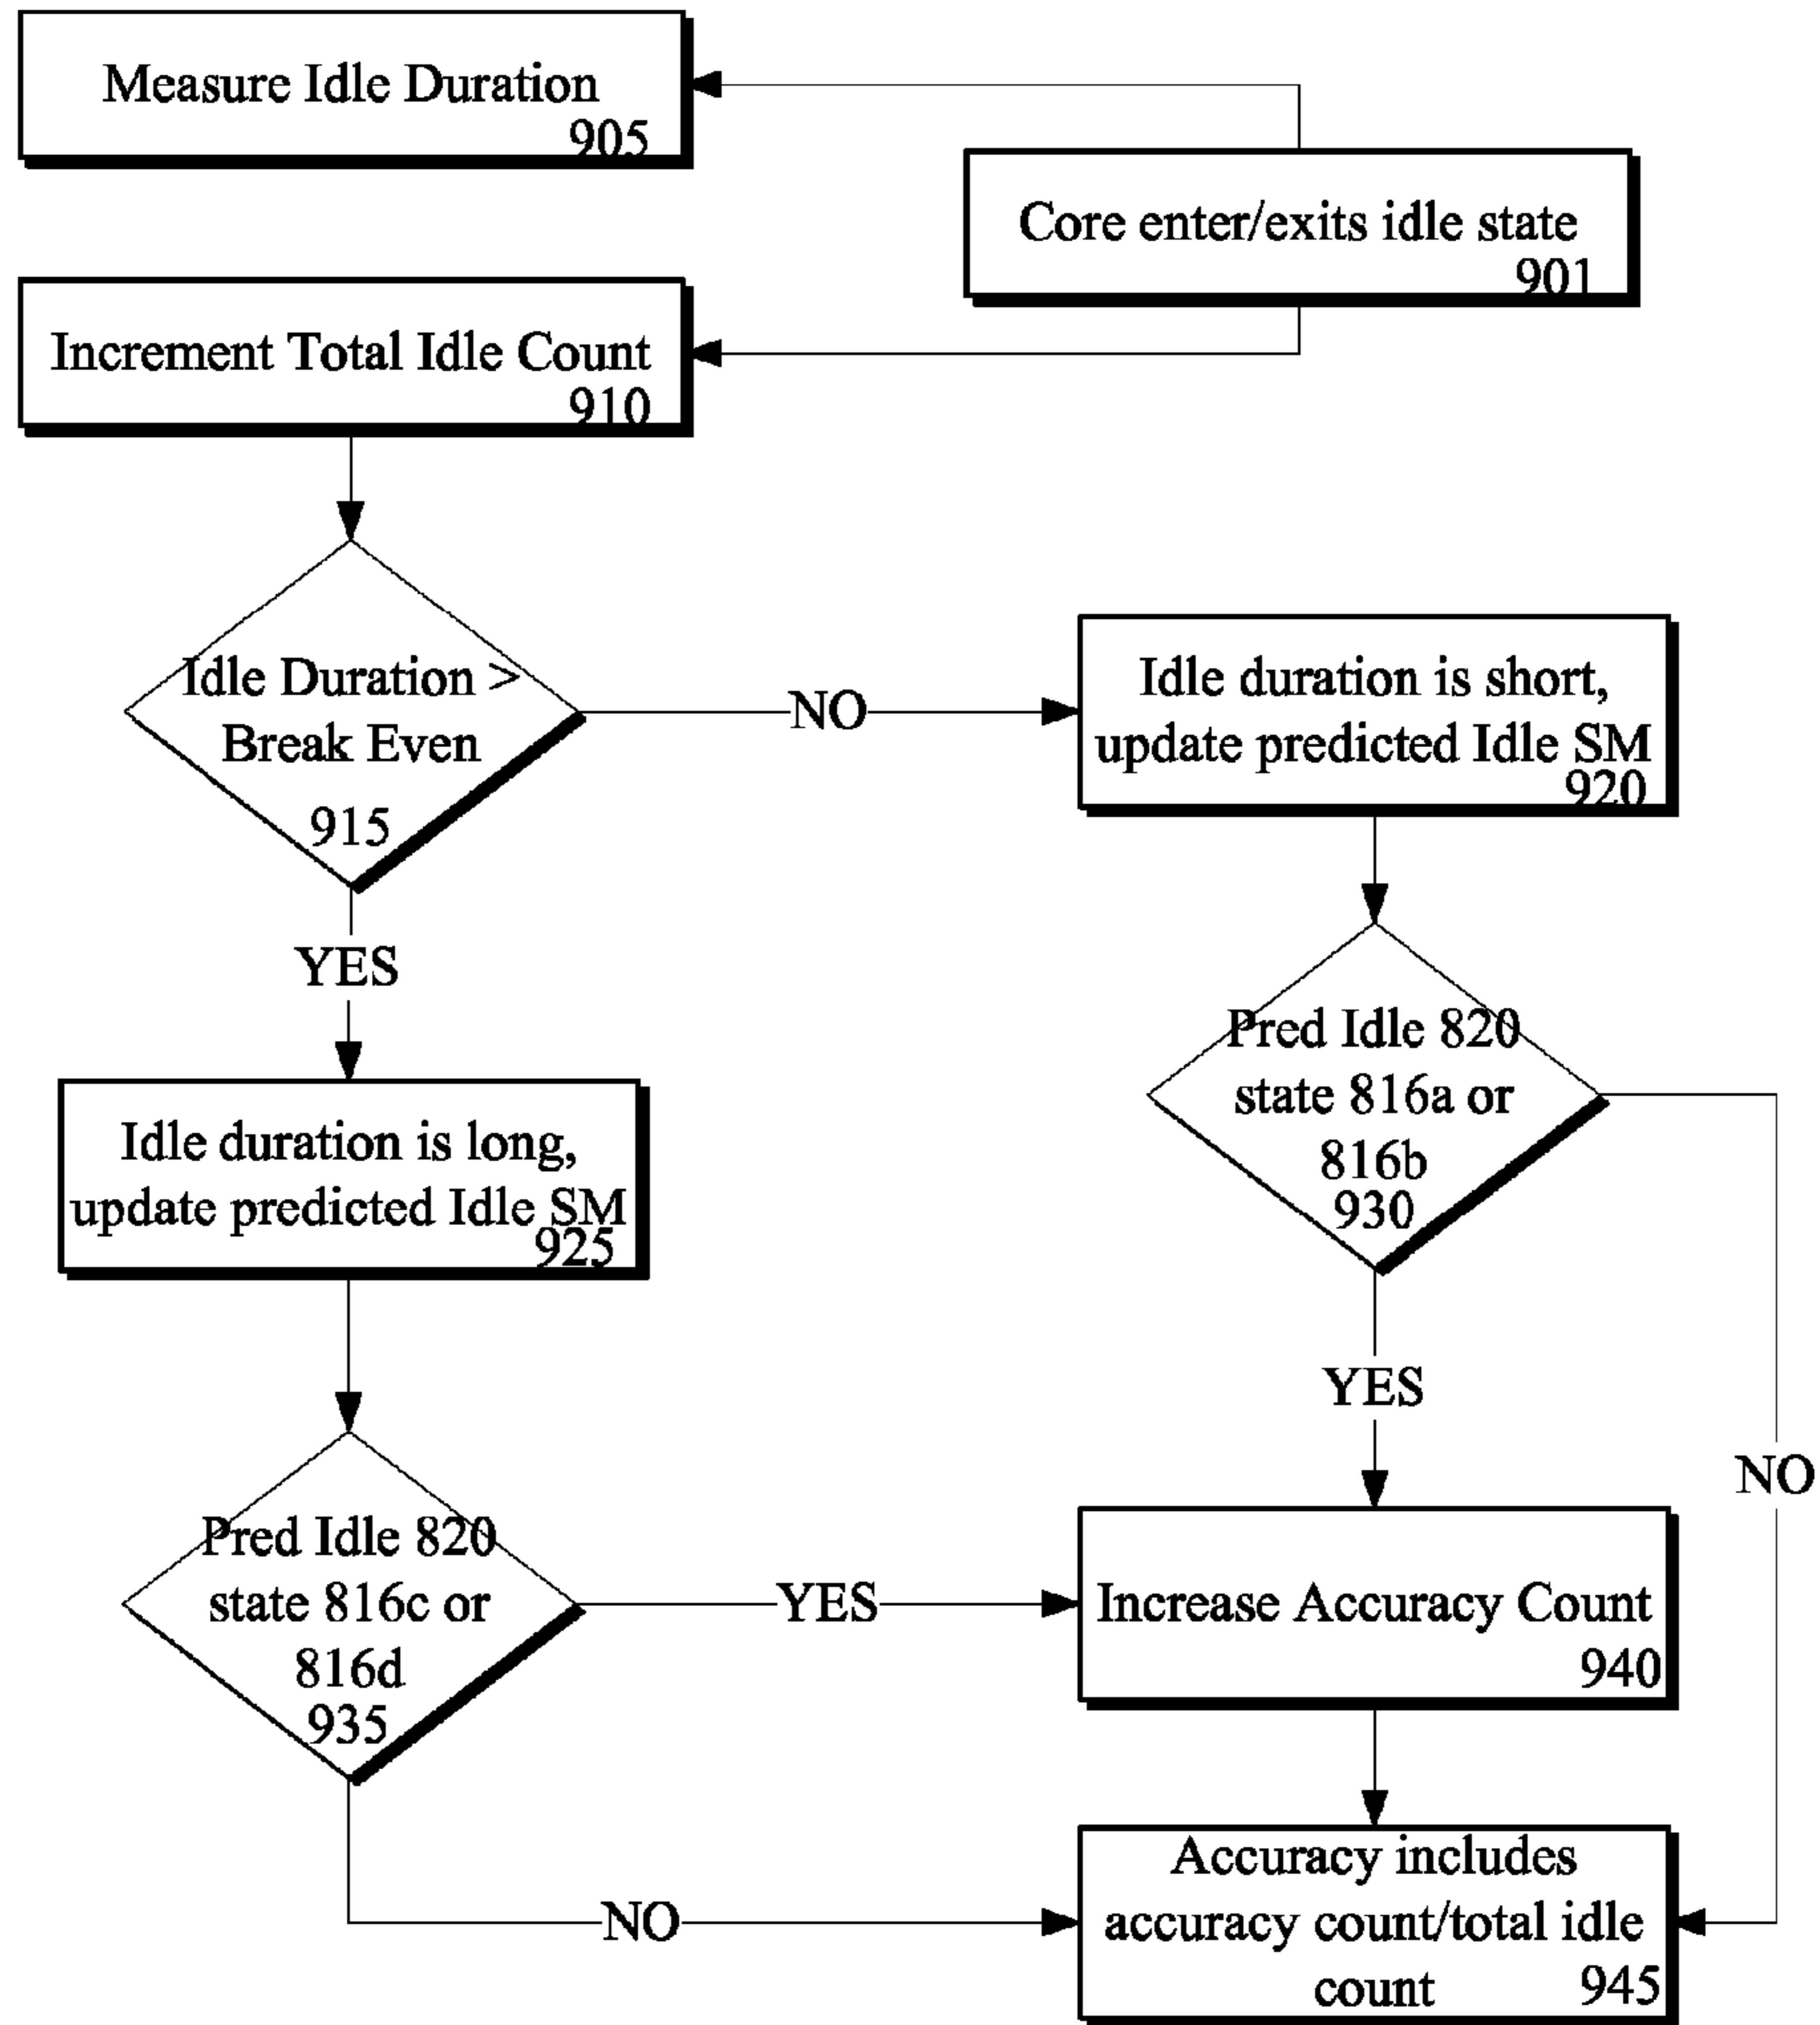 Measure Idle Duration
905
Core enter/exits idle state
901
Increment Total Idle Count
910
Idle Duration >
Break Even
915
NO
Idle duration is short,
update predicted Idle SM
920
YES
Pred Idle 820
state 816a or
816b
930
Idle duration is long,
update predicted Idle SM
925
YES
NO
Pred Idle 820
state 816c or
816d
935
YES
Increase Accuracy Count
940
NO
Accuracy includes
accuracy count/total idle
count
945